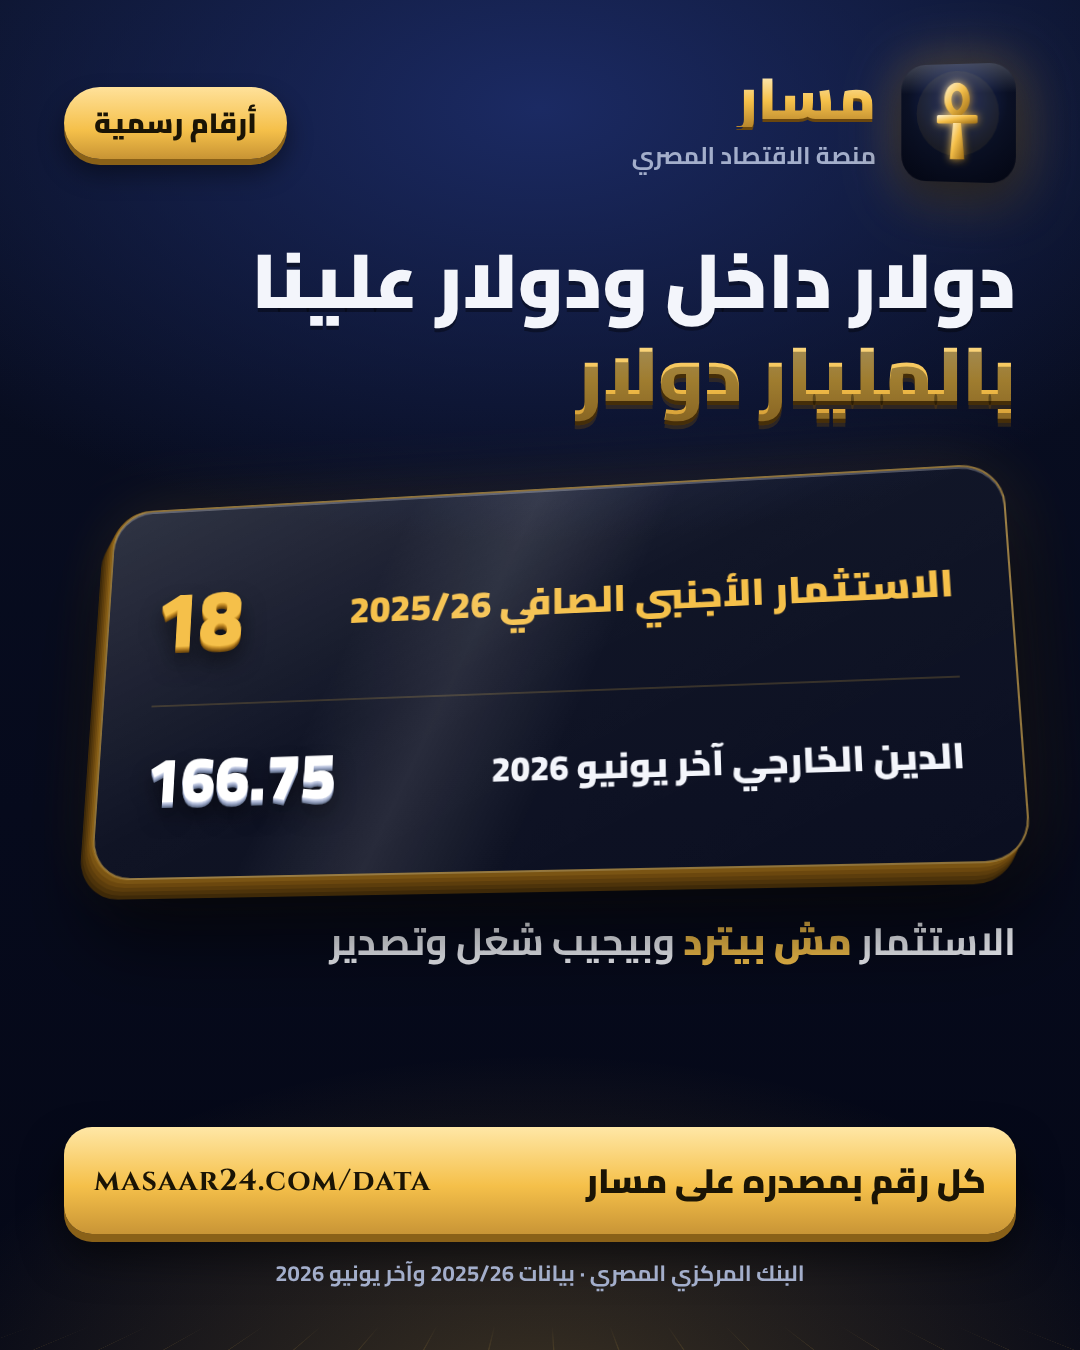 مسار
منصة الاقتصاد المصري
أرقام رسمية
دولار داخل ودولار علينا
بالمليار دولار
الاستثمار الأجنبي الصافي 2025/26
18
الدين الخارجي آخر يونيو 2026
166.75
الاستثمار مش بيترد وبيجيب شغل وتصدير
كل رقم بمصدره على مسار
MASAAR24.COM/DATA
البنك المركزي المصري · بيانات 2025/26 وآخر يونيو 2026